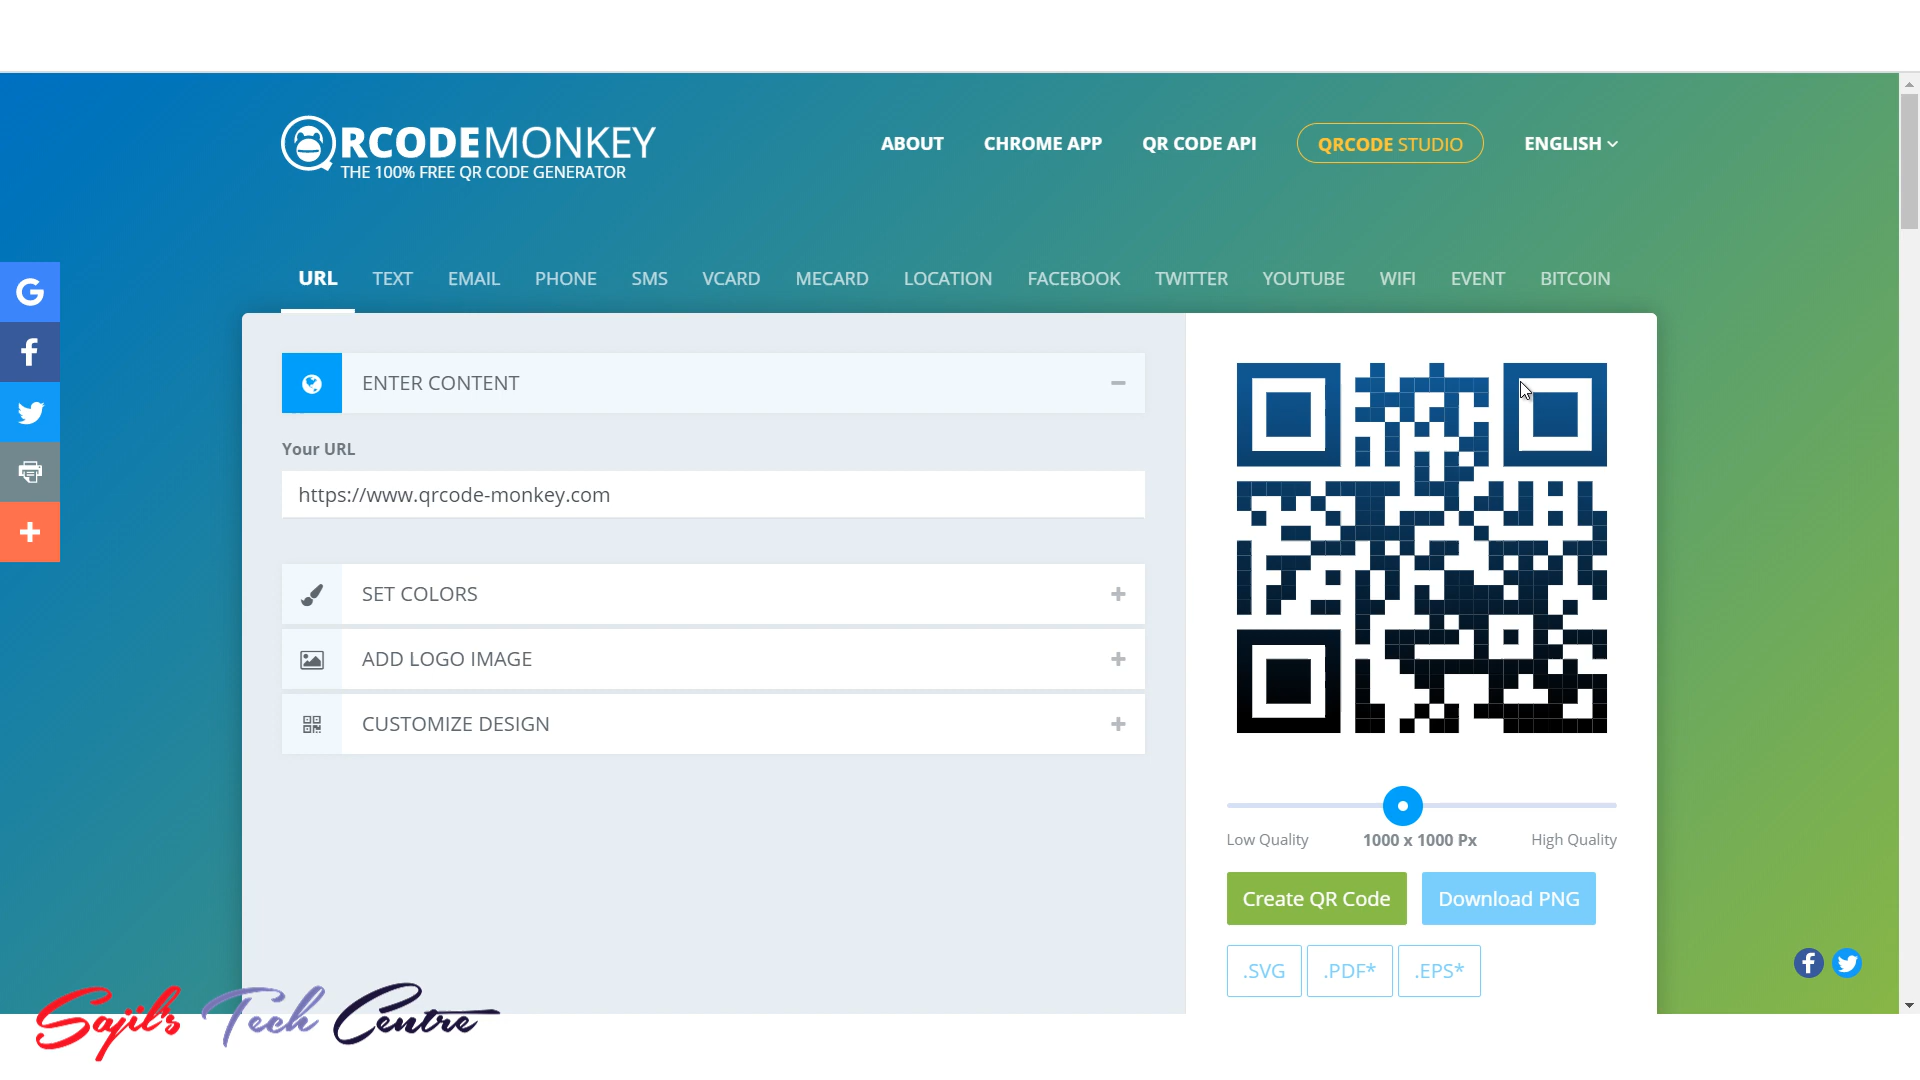 RCODEMONKEY
THE 100% FREE QR CODE GENERATOR
ABOUT
CHROME APP
QR CODE API
QRCODE STUDIO
ENGLISH
URL
TEXT
EMAIL
PHONE
SMS
VCARD
MECARD
LOCATION
FACEBOOK
TWITTER
YOUTUBE
WIFI
EVENT
BITCOIN
ENTER CONTENT
Your URL
https://www.qrcode-monkey.com
SET COLORS
ADD LOGO IMAGE
CUSTOMIZE DESIGN
Low Quality
1000 x 1000 Px
High Quality
Create QR Code
Download PNG
.SVG
.PDF*
.EPS*
Sajil's Tech Centre